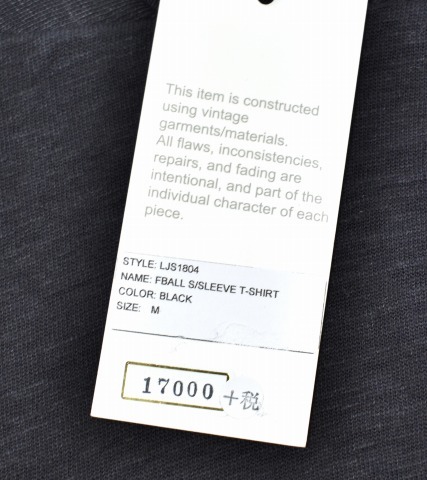 This item is constructed
using vintage
garments/materials.
All flaws, inconsistencies,
repairs, and fading are
intentional, and part of the
individual character of each
piece.
STYLE: LJS1804
NAME: FBALL S/SLEEVE T-SHIRT
COLOR: BLACK
SIZE: M
17000 +税